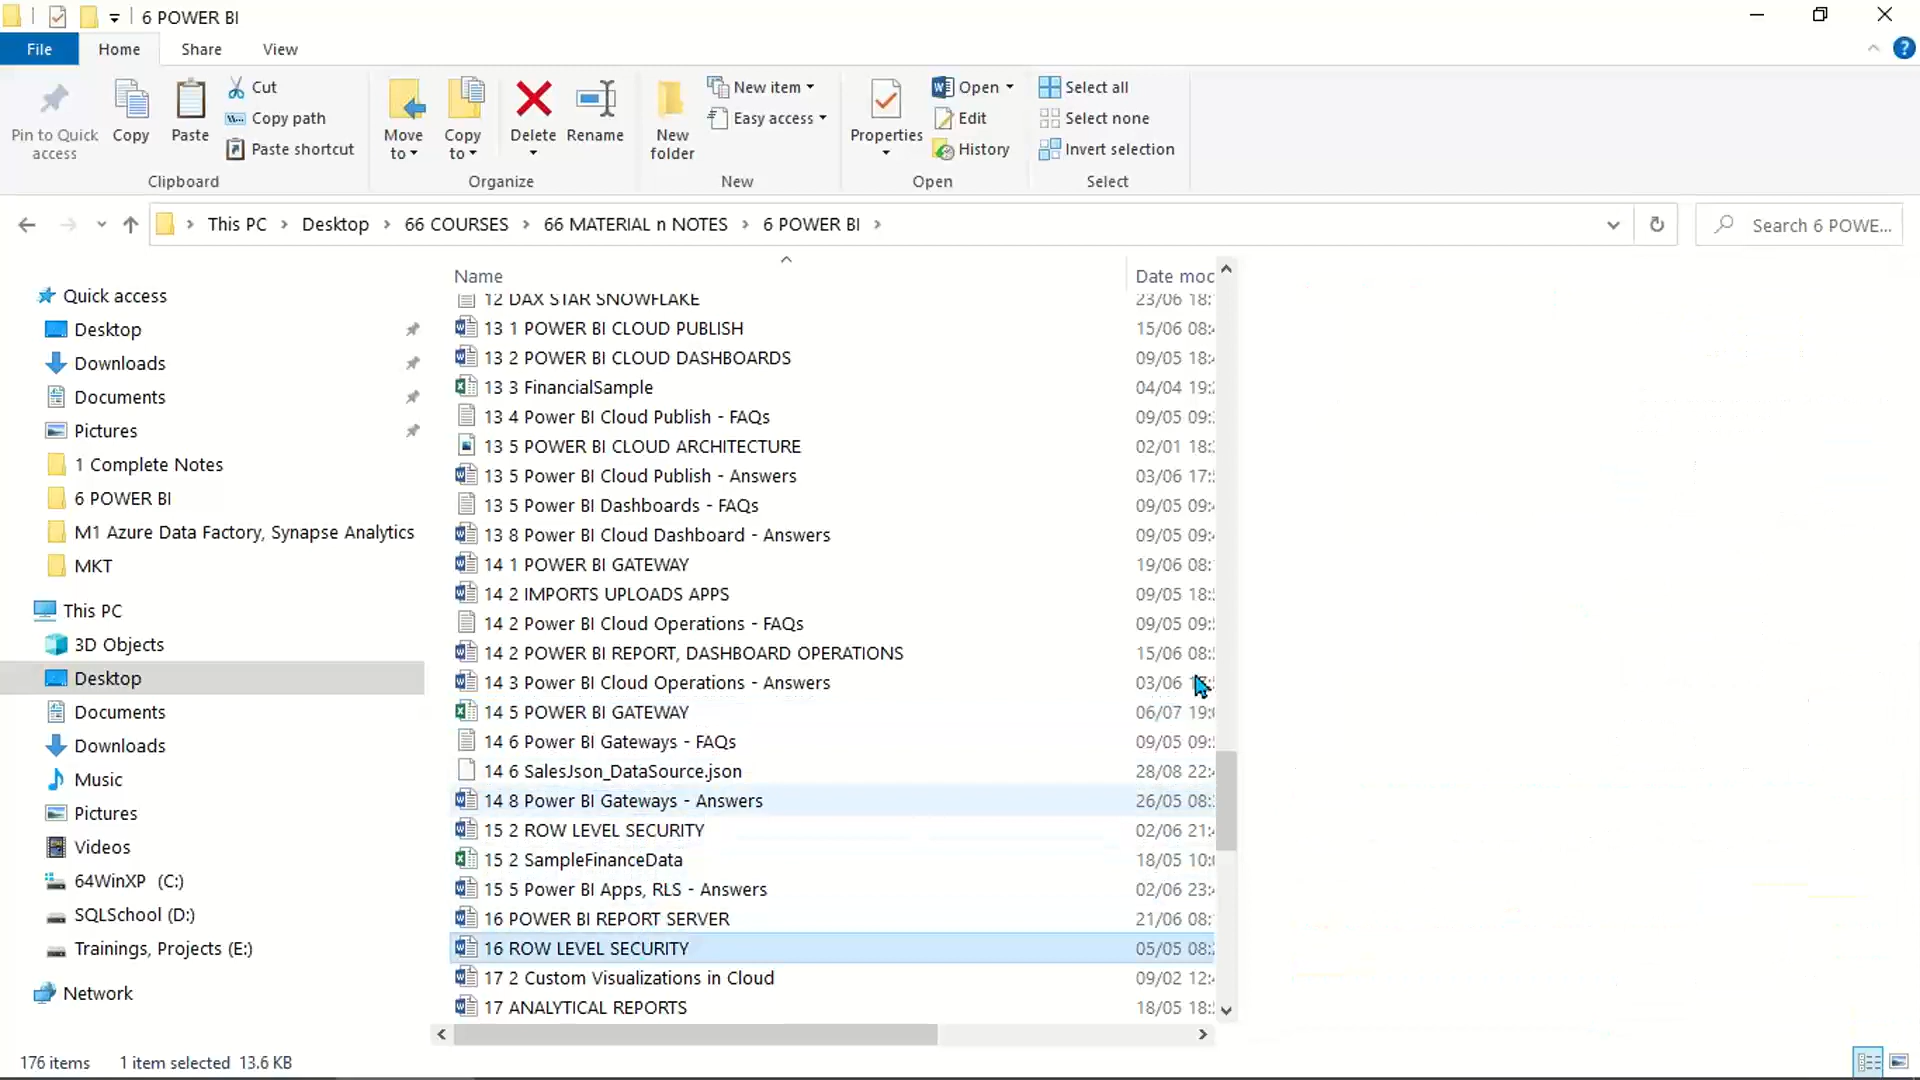 6 POWER BI
File Home Share View
Pin to Quick access
Copy
Paste
Cut
Copy path
Paste shortcut
Clipboard
Move to
Copy to
Delete
Rename
Organize
New folder
New item
Easy access
New
Properties
Open
Edit
History
Open
Select all
Select none
Invert selection
Select
This PC > Desktop > 66 COURSES > 66 MATERIAL n NOTES > 6 POWER BI >
Search 6 POWE...
Quick access
Desktop
Downloads
Documents
Pictures
1 Complete Notes
6 POWER BI
M1 Azure Data Factory, Synapse Analytics
MKT
This PC
3D Objects
Desktop
Documents
Downloads
Music
Pictures
Videos
64WinXP (C:)
SQLSchool (D:)
Trainings, Projects (E:)
Network
Name Date moc
12 DAX STAR SNOWFLAKE 23/06 18:
13 1 POWER BI CLOUD PUBLISH 15/06 08:
13 2 POWER BI CLOUD DASHBOARDS 09/05 18:
13 3 FinancialSample 04/04 19:
13 4 Power BI Cloud Publish - FAQs 09/05 09:
13 5 POWER BI CLOUD ARCHITECTURE 02/01 18:
13 5 Power BI Cloud Publish - Answers 03/06 17:
13 5 Power BI Dashboards - FAQs 09/05 09:
13 8 Power BI Cloud Dashboard - Answers 09/05 09:
14 1 POWER BI GATEWAY 19/06 08:
14 2 IMPORTS UPLOADS APPS 09/05 18:
14 2 Power BI Cloud Operations - FAQs 09/05 09:
14 2 POWER BI REPORT, DASHBOARD OPERATIONS 15/06 08:
14 3 Power BI Cloud Operations - Answers 03/06
14 5 POWER BI GATEWAY 06/07 19:
14 6 Power BI Gateways - FAQs 09/05 09:
14 6 SalesJson_DataSource.json 28/08 22:
14 8 Power BI Gateways - Answers 26/05 08:
15 2 ROW LEVEL SECURITY 02/06 21:
15 2 SampleFinanceData 18/05 10:
15 5 Power BI Apps, RLS - Answers 02/06 23:
16 POWER BI REPORT SERVER 21/06 08:
16 ROW LEVEL SECURITY 05/05 08:
17 2 Custom Visualizations in Cloud 09/02 12:
17 ANALYTICAL REPORTS 18/05 18:
176 items 1 item selected 13.6 KB